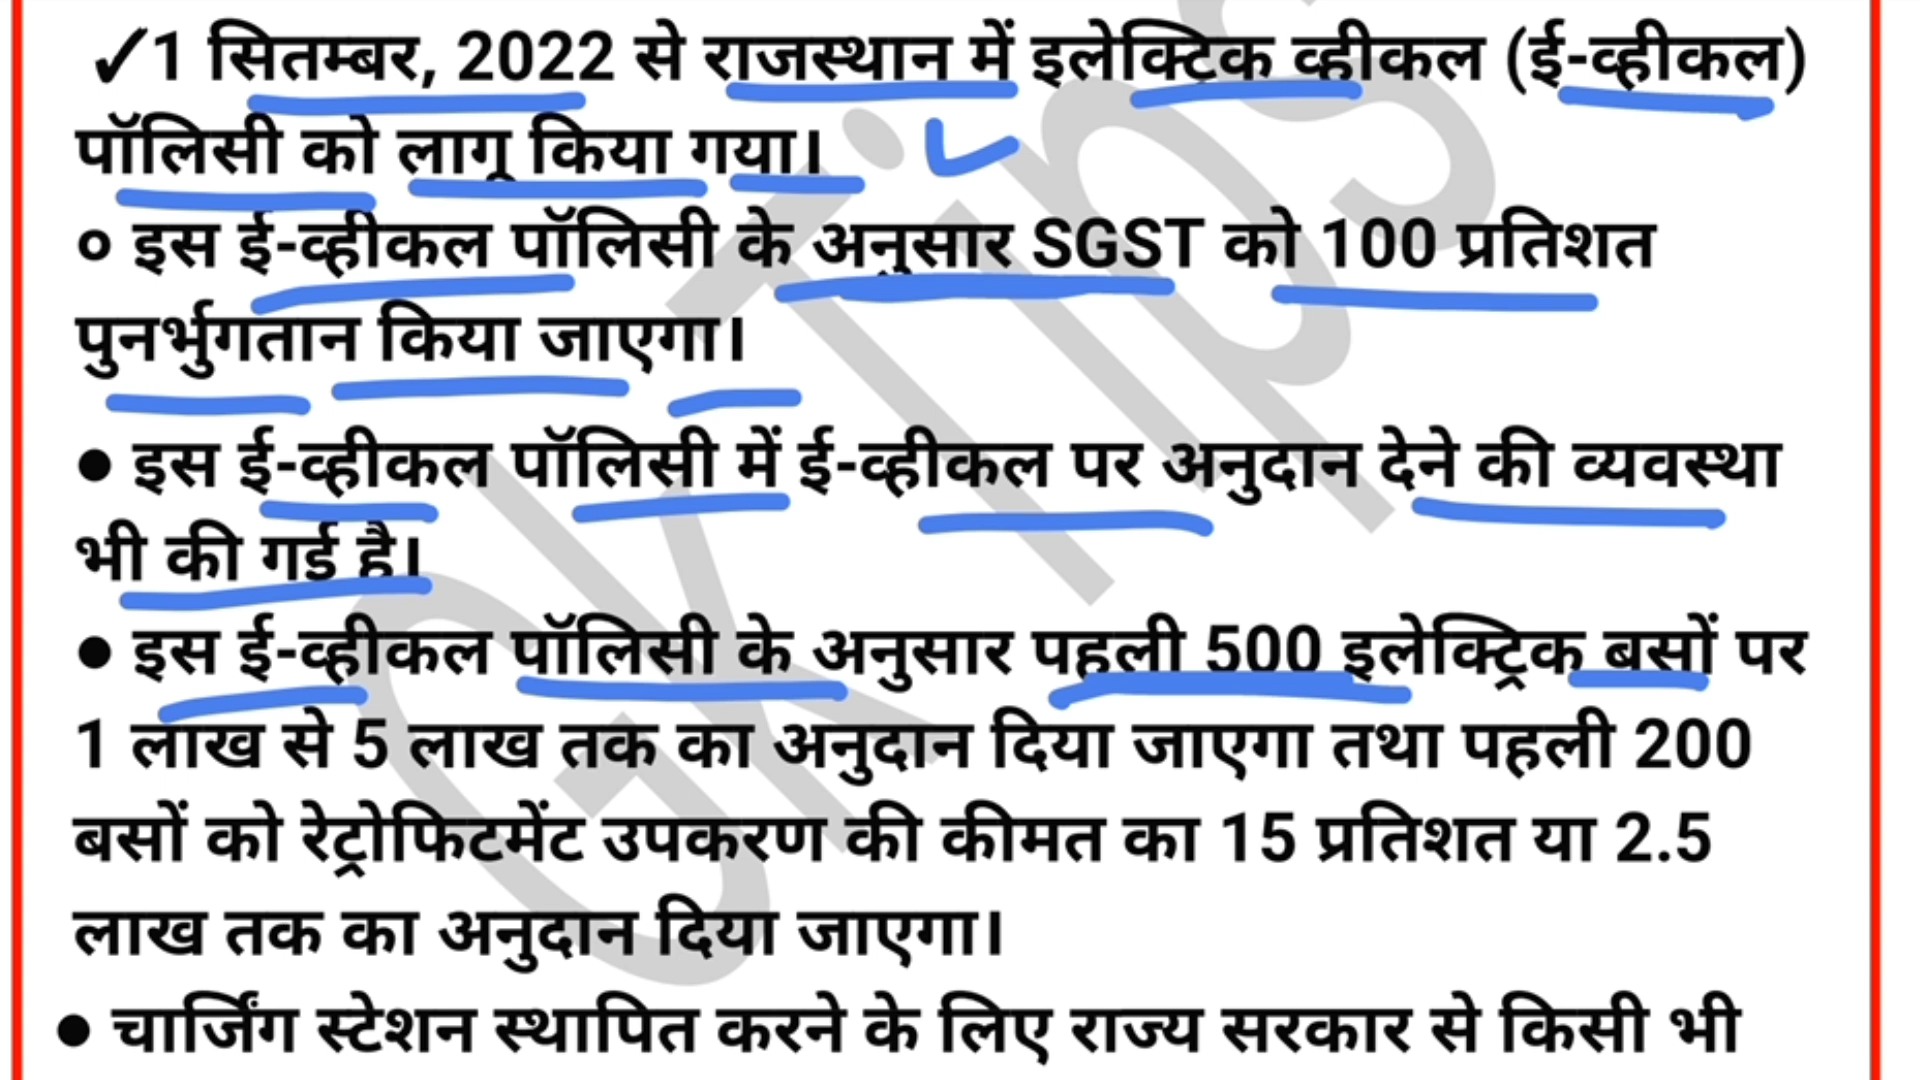 ✓1 सितम्बर, 2022 से राजस्थान में इलेक्टिक व्हीकल (ई-व्हीकल)
पॉलिसी को लागू किया गया।
० इस ई-व्हीकल पॉलिसी के अनुसार SGST को 100 प्रतिशत
पुनर्भुगतान किया जाएगा।
● इस ई-व्हीकल पॉलिसी में ई-व्हीकल पर अनुदान देने की व्यवस्था
भी की गई है।
● इस ई-व्हीकल पॉलिसी के अनुसार पहली 500 इलेक्ट्रिक बसों पर
1 लाख से 5 लाख तक का अनुदान दिया जाएगा तथा पहली 200
बसों को रेट्रोफिटमेंट उपकरण की कीमत का 15 प्रतिशत या 2.5
लाख तक का अनुदान दिया जाएगा।
● चार्जिंग स्टेशन स्थापित करने के लिए राज्य सरकार से किसी भी
Gk Tips